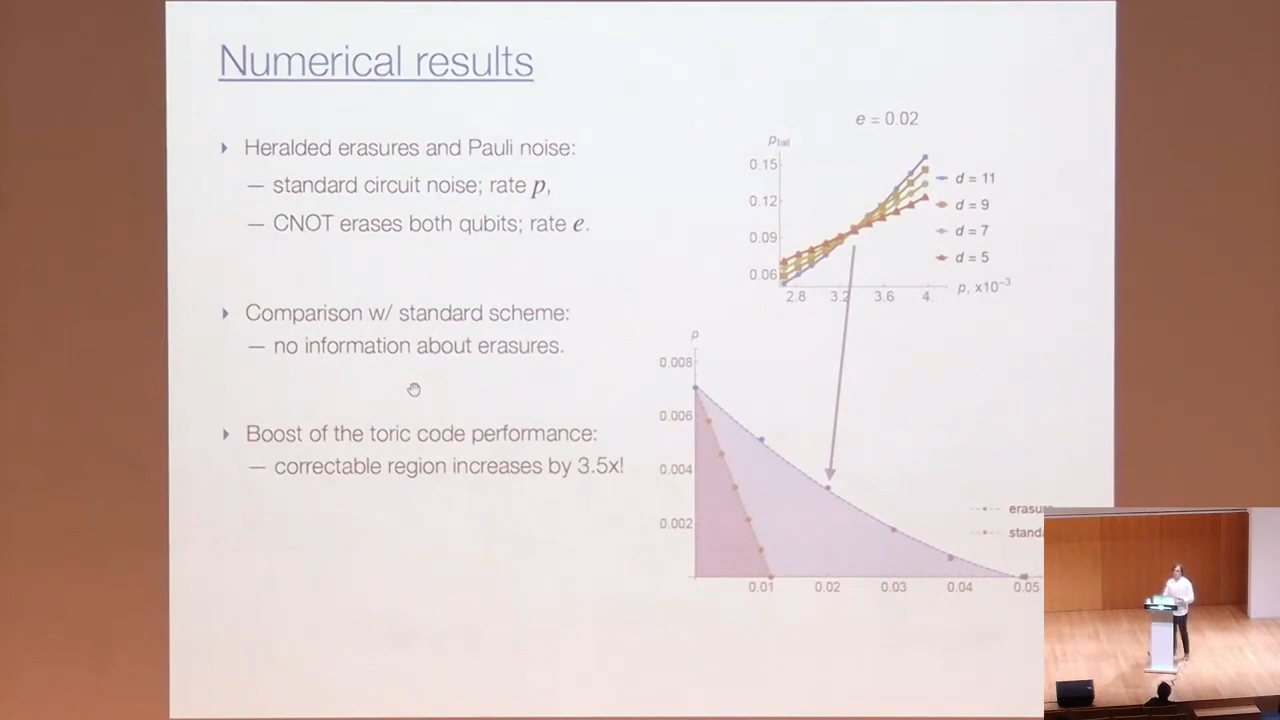 Numerical results
Heralded erasures and Pauli noise:
— standard circuit noise; rate p,
— CNOT erases both qubits; rate e.
Comparison w/ standard scheme:
— no information about erasures.
Boost of the toric code performance:
— correctable region increases by 3.5x!
e = 0.02
pfail
0.15
0.12
0.09
0.06
2.8 3.2 3.6 4.
p, x10⁻³
d = 11
d = 9
d = 7
d = 5
p
0.008
0.006
0.004
0.002
0.01 0.02 0.03 0.04 0.05